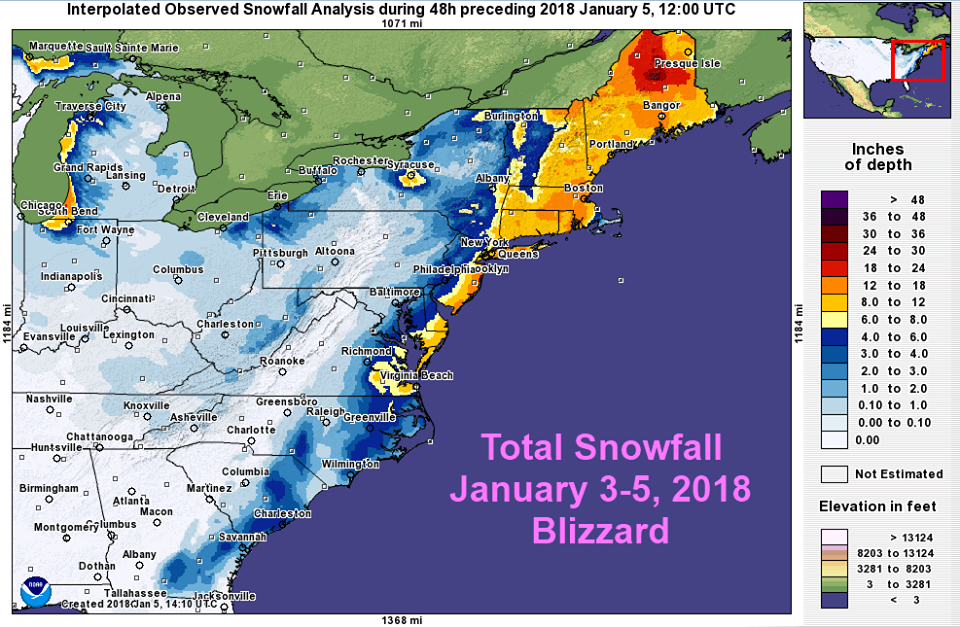 Interpolated Observed Snowfall Analysis during 48h preceding 2018 January 5, 12:00 UTC
1071 mi
Marquette
Sault Sainte Marie
Presque Isle
Alpena
Traverse City
Bangor
Burlington
Portland
Grand Rapids
Lansing
Rochester
Syracuse
Buffalo
Detroit
Albany
Boston
Erie
Chicago
South Bend
Cleveland
Fort Wayne
New York
Queens
Pittsburgh
Altoona
Philadelphia
ooklyn
Indianapolis
Columbus
Baltimore
Cincinnati
1184 mi
1184 mi
Louisville
Evansville
Lexington
Charleston
Richmond
Roanoke
Virginia Beach
Nashville
Knoxville
Greensboro
Raleigh
Asheville
Greenville
Charlotte
Chattanooga
Huntsville
Wilmington
Columbia
Birmingham
Martinez
Atlanta
Macon
Charleston
Montgomery
Columbus
Savannah
Albany
Dothan
Tallahassee
Jacksonville
NOAA
Created 2018 Jan 5, 14:10 UTC
1368 mi
Total Snowfall
January 3-5, 2018
Blizzard
Inches
of depth
> 48
36 to 48
30 to 36
24 to 30
18 to 24
12 to 18
8.0 to 12
6.0 to 8.0
4.0 to 6.0
3.0 to 4.0
2.0 to 3.0
1.0 to 2.0
0.10 to 1.0
0.00 to 0.10
0.00
Not Estimated
Elevation in feet
> 13124
8203 to 13124
3281 to 8203
3 to 3281
< 3